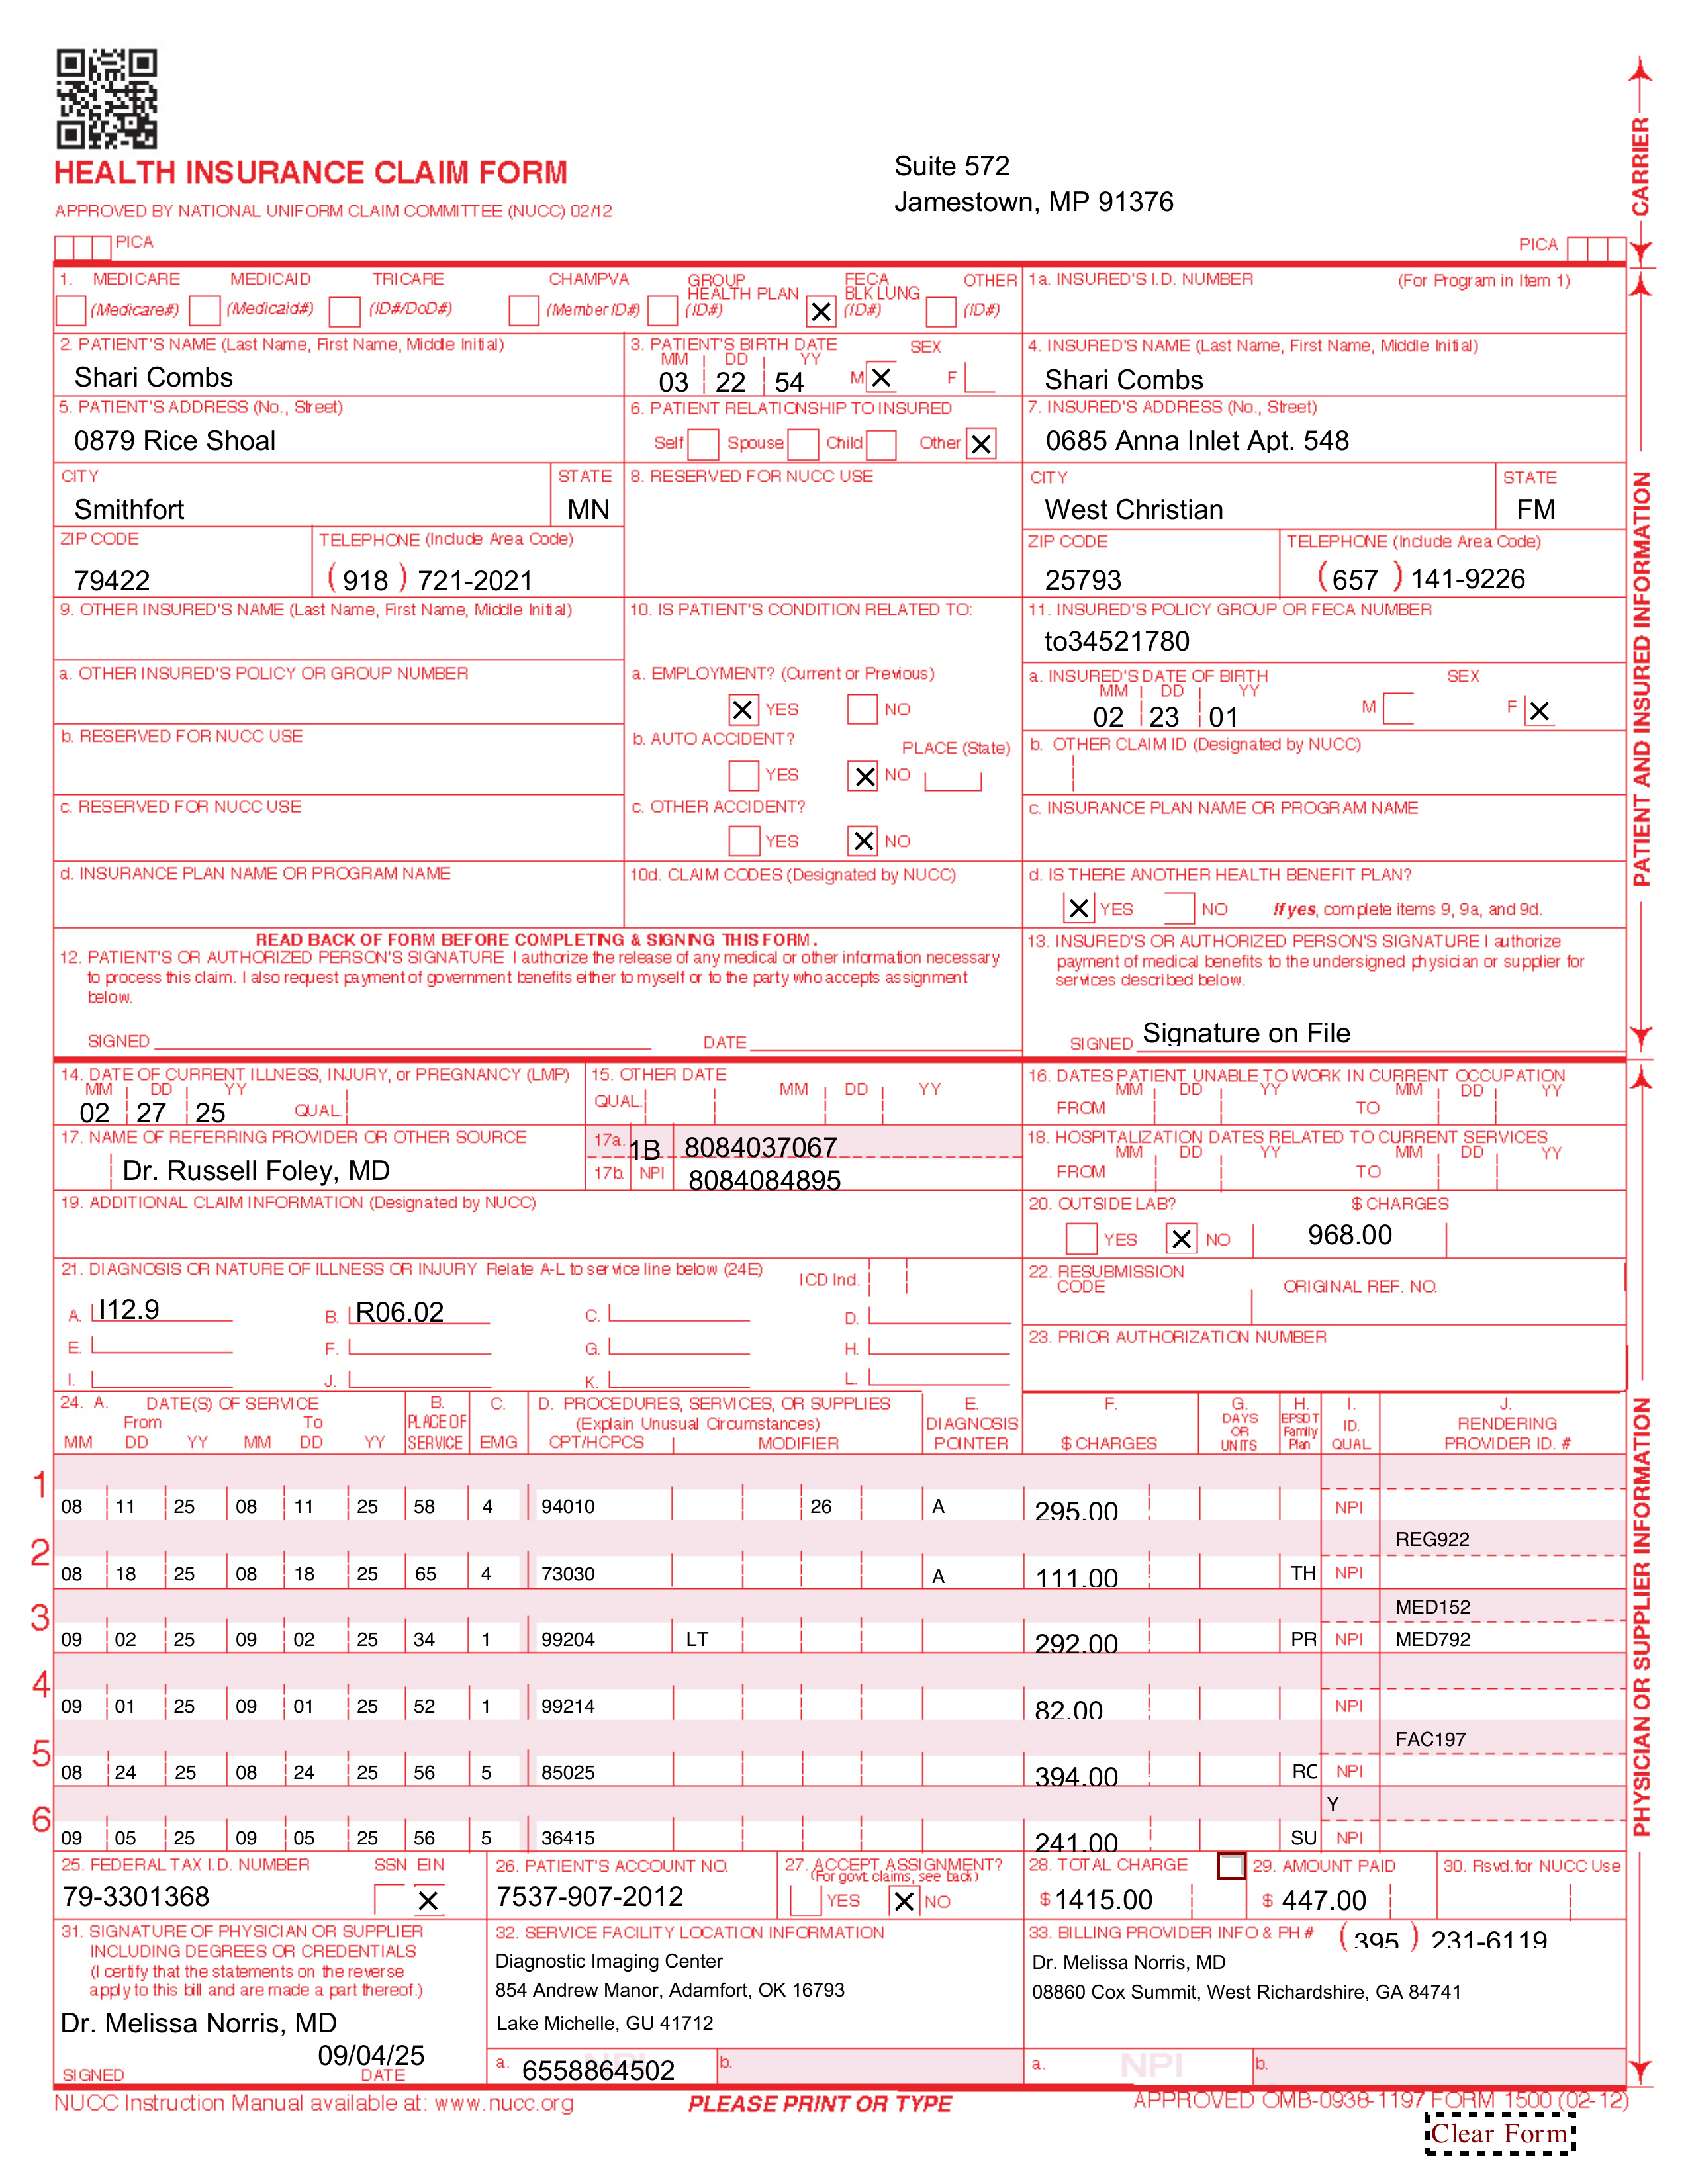 HEALTH INSURANCE CLAIM FORM
APPROVED BY NATIONAL UNIFORM CLAIM COMMITTEE (NUCC) 02/12
Suite 572
Jamestown, MP 91376
PICA
PICA
CARRIER
1. MEDICARE MEDICAID TRICARE CHAMPVA GROUP HEALTH PLAN FECA BLK LUNG OTHER
(Medicare#) (Medicaid#) (ID#/DoD#) (Member ID#) (ID#) X (ID#) (ID#)
1a. INSURED'S I.D. NUMBER (For Program in Item 1)
2. PATIENT'S NAME (Last Name, First Name, Middle Initial)
Shari Combs
3. PATIENT'S BIRTH DATE SEX
MM DD YY
03 22 54 M X F
4. INSURED'S NAME (Last Name, First Name, Middle Initial)
Shari Combs
5. PATIENT'S ADDRESS (No., Street)
0879 Rice Shoal
6. PATIENT RELATIONSHIP TO INSURED
Self Spouse Child Other X
7. INSURED'S ADDRESS (No., Street)
0685 Anna Inlet Apt. 548
CITY STATE
Smithfort MN
8. RESERVED FOR NUCC USE
CITY STATE
West Christian FM
ZIP CODE TELEPHONE (Include Area Code)
79422 (918) 721-2021
ZIP CODE TELEPHONE (Include Area Code)
25793 (657) 141-9226
9. OTHER INSURED'S NAME (Last Name, First Name, Middle Initial)
10. IS PATIENT'S CONDITION RELATED TO:
11. INSURED'S POLICY GROUP OR FECA NUMBER
to34521780
a. OTHER INSURED'S POLICY OR GROUP NUMBER
a. EMPLOYMENT? (Current or Previous)
X YES NO
a. INSURED'S DATE OF BIRTH SEX
MM DD YY
02 23 01 M F X
b. RESERVED FOR NUCC USE
b. AUTO ACCIDENT? PLACE (State)
YES X NO
b. OTHER CLAIM ID (Designated by NUCC)
c. RESERVED FOR NUCC USE
c. OTHER ACCIDENT?
YES X NO
c. INSURANCE PLAN NAME OR PROGRAM NAME
d. INSURANCE PLAN NAME OR PROGRAM NAME
10d. CLAIM CODES (Designated by NUCC)
d. IS THERE ANOTHER HEALTH BENEFIT PLAN?
X YES NO If yes, complete items 9, 9a, and 9d.
READ BACK OF FORM BEFORE COMPLETING & SIGNING THIS FORM.
12. PATIENT'S OR AUTHORIZED PERSON'S SIGNATURE I authorize the release of any medical or other information necessary
to process this claim. I also request payment of government benefits either to myself or to the party who accepts assignment
below.
SIGNED DATE
13. INSURED'S OR AUTHORIZED PERSON'S SIGNATURE I authorize
payment of medical benefits to the undersigned physician or supplier for
services described below.
SIGNED Signature on File
PATIENT AND INSURED INFORMATION
14. DATE OF CURRENT ILLNESS, INJURY, or PREGNANCY (LMP)
MM DD YY
02 27 25 QUAL.
15. OTHER DATE
QUAL. MM DD YY
16. DATES PATIENT UNABLE TO WORK IN CURRENT OCCUPATION
MM DD YY MM DD YY
FROM TO
17. NAME OF REFERRING PROVIDER OR OTHER SOURCE
Dr. Russell Foley, MD
17a. 1B 8084037067
17b. NPI 8084084895
18. HOSPITALIZATION DATES RELATED TO CURRENT SERVICES
MM DD YY MM DD YY
FROM TO
19. ADDITIONAL CLAIM INFORMATION (Designated by NUCC)
20. OUTSIDE LAB? $ CHARGES
YES X NO 968.00
21. DIAGNOSIS OR NATURE OF ILLNESS OR INJURY Relate A-L to service line below (24E) ICD Ind.
A. I12.9 B. R06.02 C. D.
E. F. G. H.
I. J. K. L.
22. RESUBMISSION CODE ORIGINAL REF. NO.
23. PRIOR AUTHORIZATION NUMBER
24. A. DATE(S) OF SERVICE B. C. D. PROCEDURES, SERVICES, OR SUPPLIES E. F. G. H. I. J.
From To PLACE OF (Explain Unusual Circumstances) DIAGNOSIS DAYS OR UNITS EPSDT Family Plan ID. RENDERING
MM DD YY MM DD YY SERVICE EMG CPT/HCPCS MODIFIER POINTER $ CHARGES QUAL. PROVIDER ID. #
1
08 11 25 08 11 25 58 4 94010 26 A 295.00 NPI
2 REG922
08 18 25 08 18 25 65 4 73030 A 111.00 TH NPI
3 MED152
09 02 25 09 02 25 34 1 99204 LT 292.00 PR NPI MED792
4
09 01 25 09 01 25 52 1 99214 82.00 NPI
5 FAC197
08 24 25 08 24 25 56 5 85025 394.00 RC NPI
6 Y
09 05 25 09 05 25 56 5 36415 241.00 SU NPI
25. FEDERAL TAX I.D. NUMBER SSN EIN
79-3301368 X
26. PATIENT'S ACCOUNT NO.
7537-907-2012
27. ACCEPT ASSIGNMENT?
(For govt. claims, see back)
YES X NO
28. TOTAL CHARGE
$ 1415.00
29. AMOUNT PAID
$ 447.00
30. Rsvd.for NUCC Use
31. SIGNATURE OF PHYSICIAN OR SUPPLIER
INCLUDING DEGREES OR CREDENTIALS
(I certify that the statements on the reverse
apply to this bill and are made a part thereof.)
Dr. Melissa Norris, MD
09/04/25
SIGNED DATE
32. SERVICE FACILITY LOCATION INFORMATION
Diagnostic Imaging Center
854 Andrew Manor, Adamfort, OK 16793
Lake Michelle, GU 41712
a. NPI 6558864502 b.
33. BILLING PROVIDER INFO & PH # (395) 231-6119
Dr. Melissa Norris, MD
08860 Cox Summit, West Richardshire, GA 84741
a. NPI b.
PHYSICIAN OR SUPPLIER INFORMATION
NUCC Instruction Manual available at: www.nucc.org
PLEASE PRINT OR TYPE
APPROVED OMB-0938-1197 FORM 1500 (02-12)
Clear Form